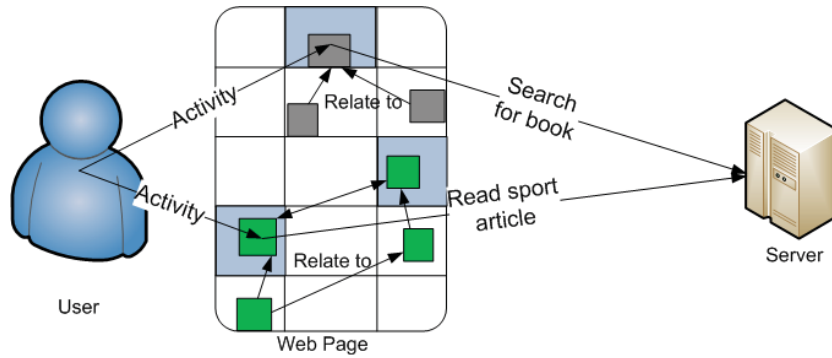 Activity
Relate to
Search
for book
Activity
Read sport
article
Relate to
Server
User
Web Page